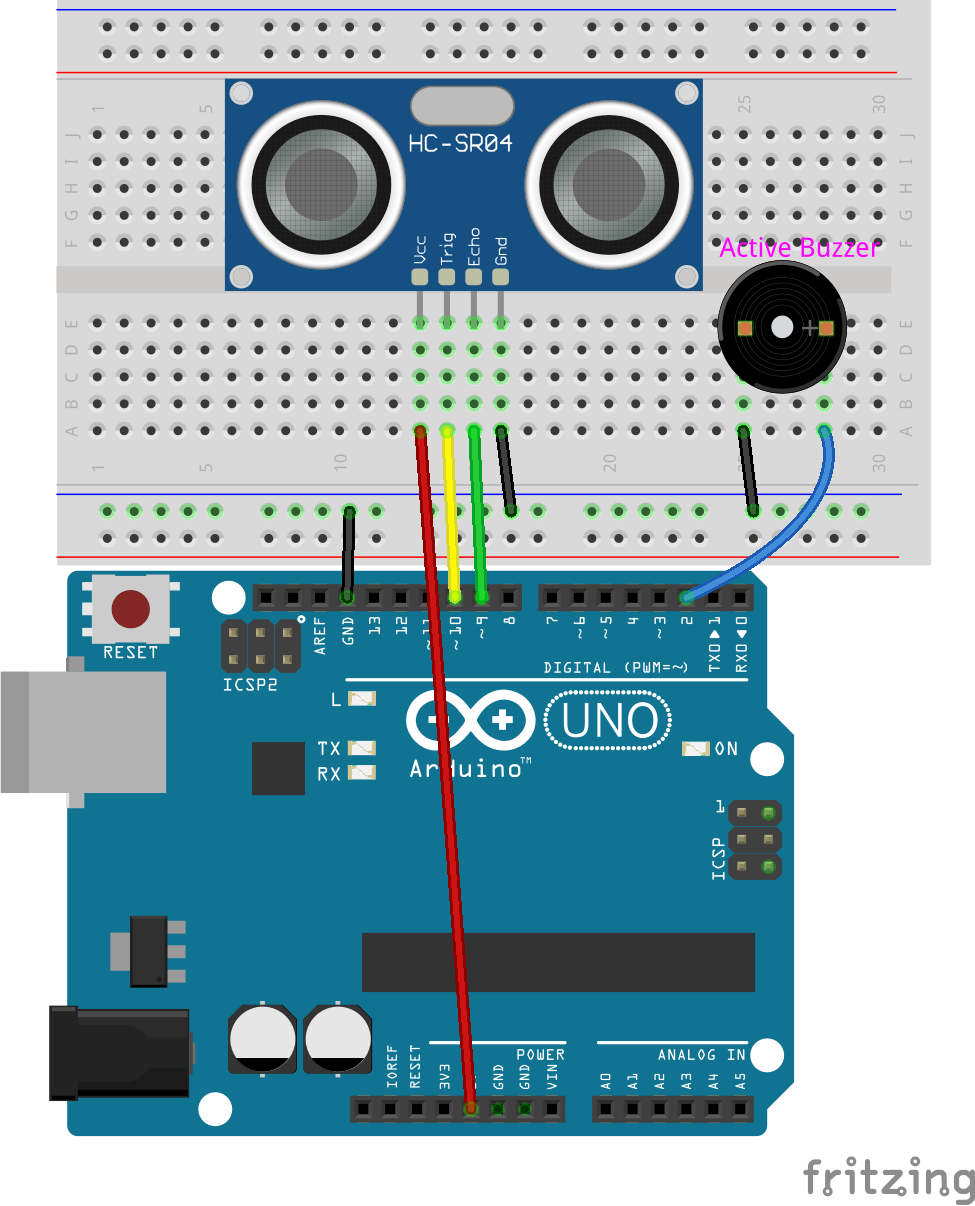 1 5 25 30
J J
I I
H H
G G
F F
HC-SR04
Vcc Trig Echo Gnd
Active Buzzer
+
E E
D D
C C
B B
A A
1 5 10 20 30
RESET
ICSP2
AREF GND 13 12 ~11 ~10 ~9 8 7 ~6 ~5 4 ~3 2 TX0▶1 RX0◀0
DIGITAL (PWM=~)
L
TX
RX
UNO
Arduino™
ON
1
ICSP
POWER
ANALOG IN
IOREF RESET 3V3 GND GND VIN A0 A1 A2 A3 A4 A5
fritzing